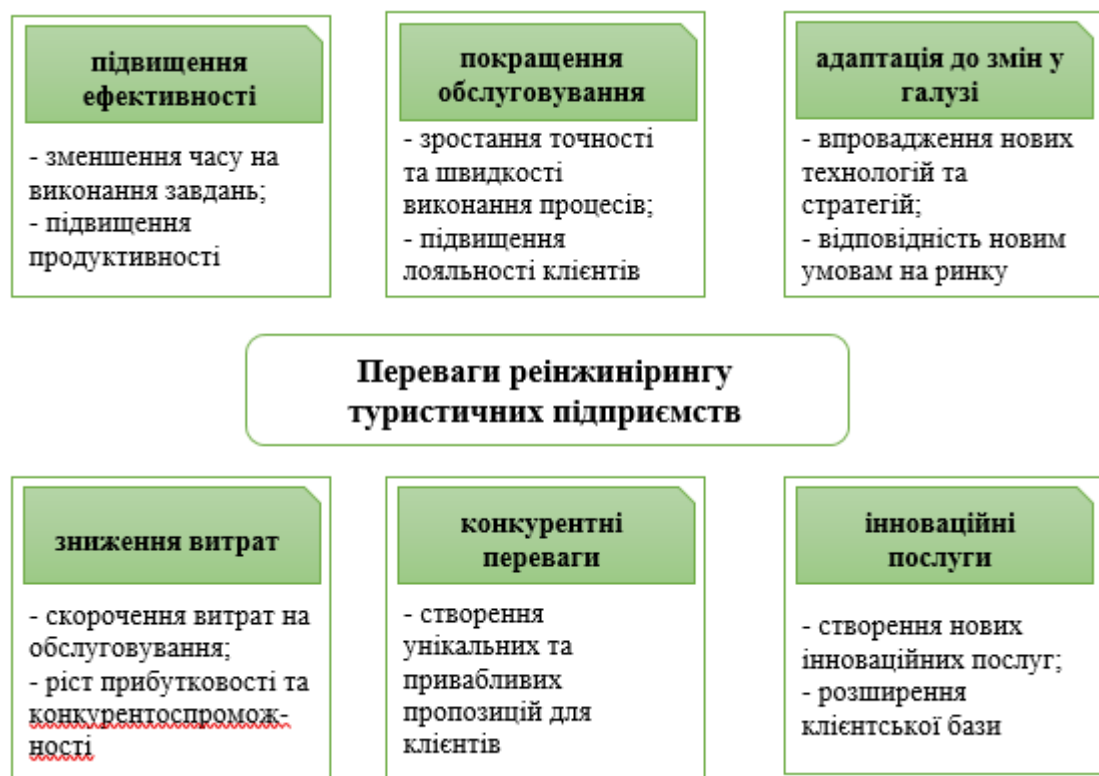 підвищення
ефективності
- зменшення часу на
виконання завдань;
- підвищення
продуктивності
покращення
обслуговування
- зростання точності
та швидкості
виконання процесів;
- підвищення
лояльності клієнтів
адаптація до змін у
галузі
- впровадження нових
технологій та
стратегій;
- відповідність новим
умовам на ринку
Переваги реінжинірингу
туристичних підприємств
зниження витрат
- скорочення витрат на
обслуговування;
- ріст прибутковості та
конкурентоспромож-
ності
конкурентні
переваги
- створення
унікальних та
привабливих
пропозицій для
клієнтів
інноваційні
послуги
- створення нових
інноваційних послуг;
- розширення
клієнтської бази